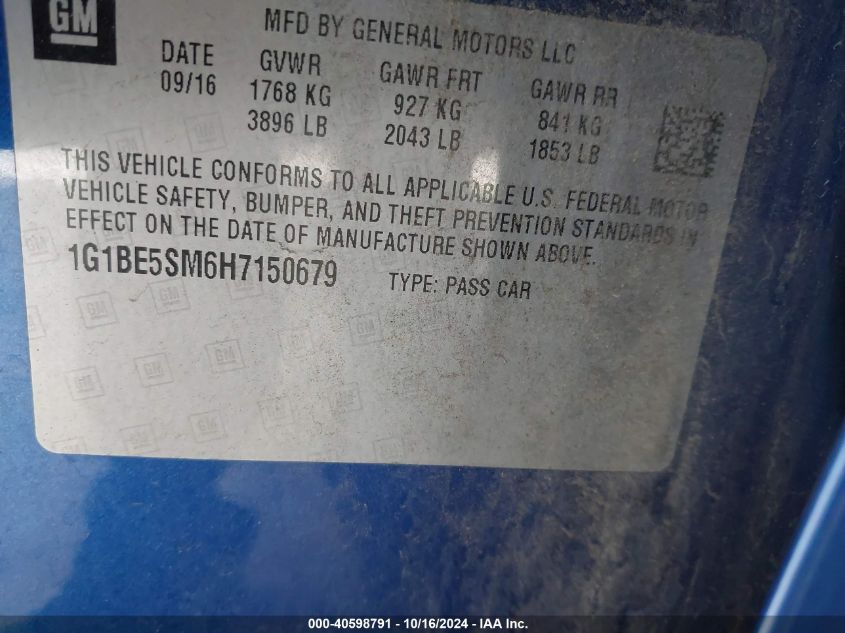 GM
MFD BY GENERAL MOTORS LLC
DATE GVWR GAWR FRT GAWR RR
09/16 1768 KG 927 KG 841 KG
3896 LB 2043 LB 1853 LB
THIS VEHICLE CONFORMS TO ALL APPLICABLE U.S. FEDERAL MOTOR
VEHICLE SAFETY, BUMPER, AND THEFT PREVENTION STANDARDS IN
EFFECT ON THE DATE OF MANUFACTURE SHOWN ABOVE.
1G1BE5SM6H7150679 TYPE: PASS CAR
000-40598791 - 10/16/2024 - IAA Inc.